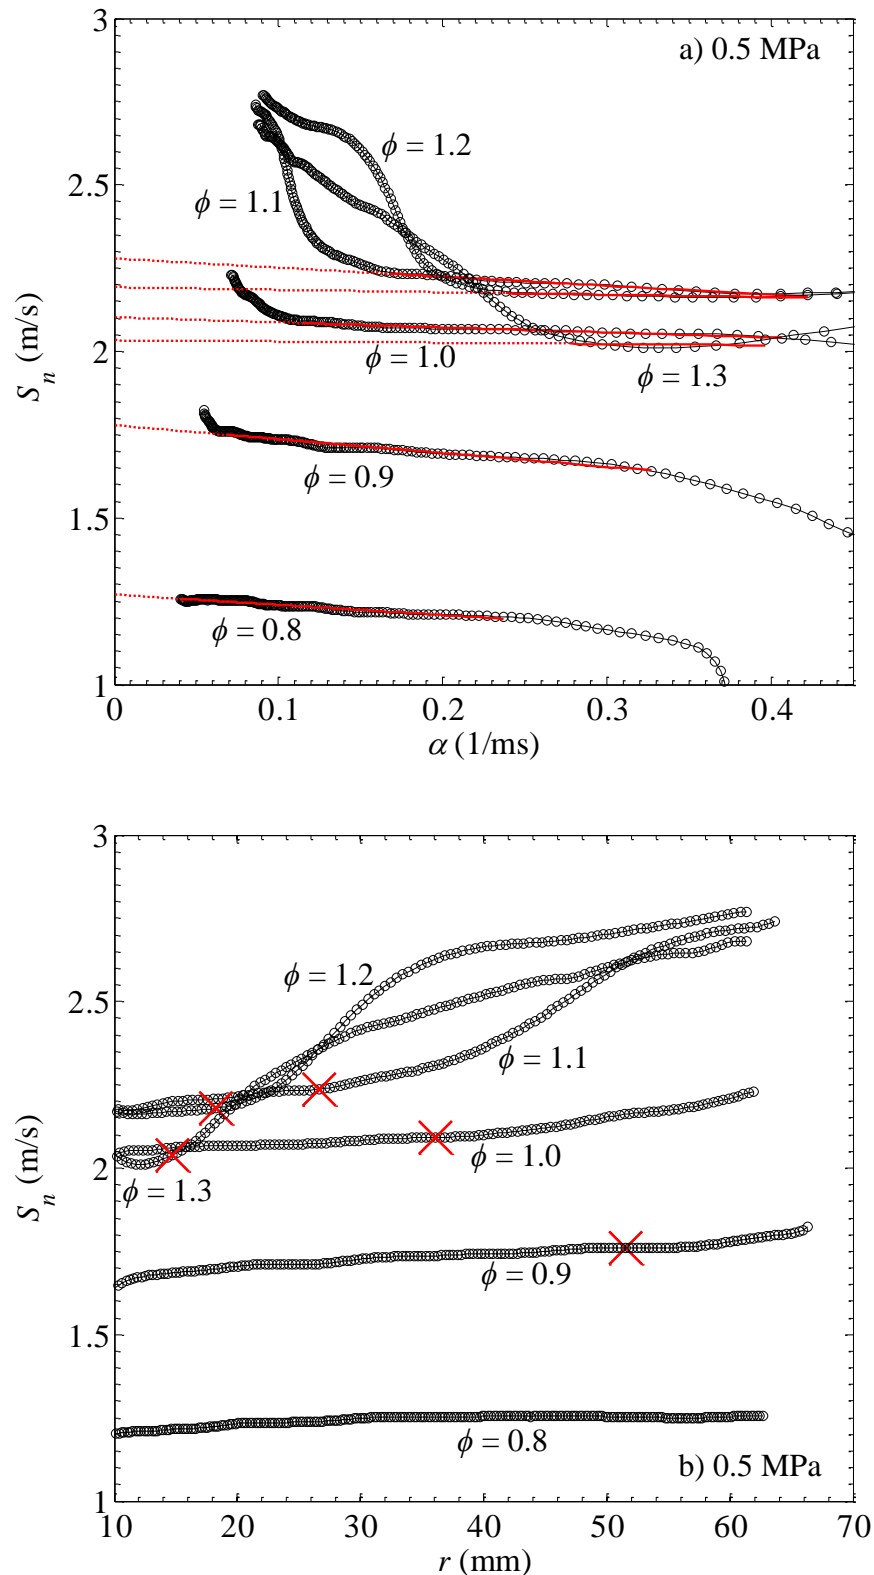 3
a) 0.5 MPa
ϕ = 1.2
2.5
ϕ = 1.1
S_n (m/s)
2
ϕ = 1.0
ϕ = 1.3
ϕ = 0.9
1.5
ϕ = 0.8
1
0 0.1 0.2 0.3 0.4
α (1/ms)
3
ϕ = 1.2
2.5
ϕ = 1.1
S_n (m/s)
ϕ = 1.0
2
ϕ = 1.3
ϕ = 0.9
1.5
ϕ = 0.8
b) 0.5 MPa
1
10 20 30 40 50 60 70
r (mm)